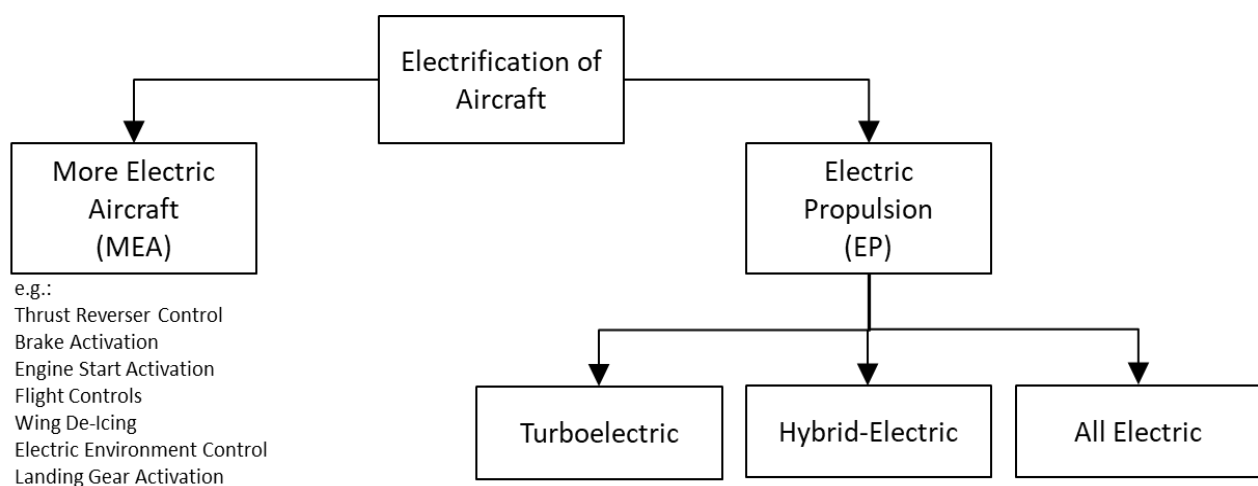 Electrification of
Aircraft
More Electric
Aircraft
(MEA)
e.g.:
Thrust Reverser Control
Brake Activation
Engine Start Activation
Flight Controls
Wing De-Icing
Electric Environment Control
Landing Gear Activation
Electric
Propulsion
(EP)
Turboelectric
Hybrid-Electric
All Electric